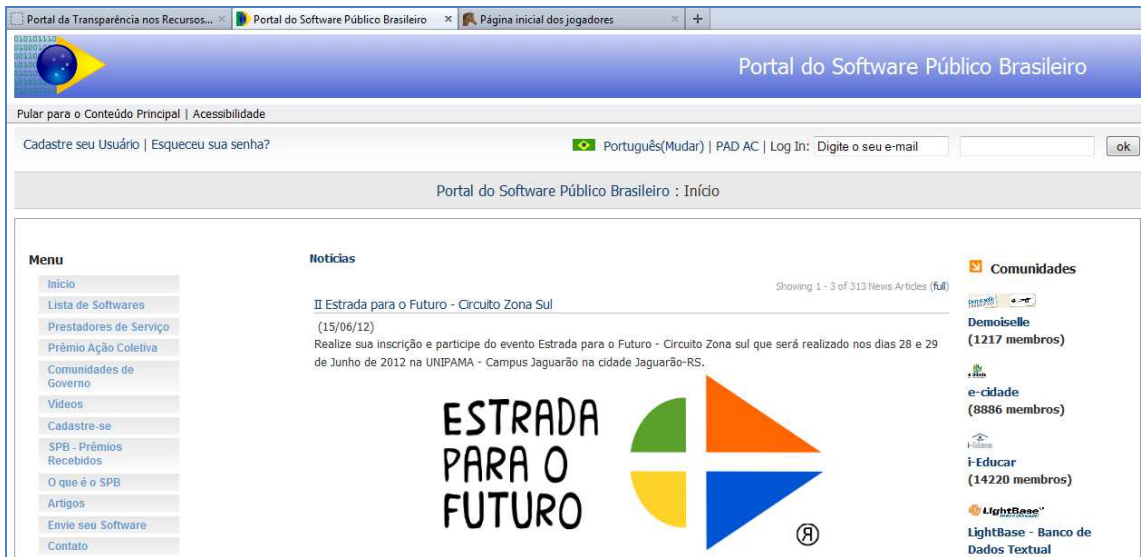 Portal da Transparência nos Recursos...
Portal do Software Público Brasileiro
Página inicial dos jogadores
Portal do Software Público Brasileiro
Pular para o Conteúdo Principal | Acessibilidade
Cadastre seu Usuário | Esqueceu sua senha?
Português(Mudar) | PAD AC | Log In: Digite o seu e-mail
ok
Portal do Software Público Brasileiro : Início
Menu
Início
Lista de Softwares
Prestadores de Serviço
Prêmio Ação Coletiva
Comunidades de
Governo
Vídeos
Cadastre-se
SPB - Prêmios
Recebidos
O que é o SPB
Artigos
Envie seu Software
Contato
Notícias
Showing 1 - 3 of 313 News Articles (full)
II Estrada para o Futuro - Circuito Zona Sul
(15/06/12)
Realize sua inscrição e participe do evento Estrada para o Futuro - Circuito Zona sul que será realizado nos dias 28 e 29
de Junho de 2012 na UNIPAMA - Campus Jaguarão na cidade Jaguarão-RS.
ESTRADA
PARA O
FUTURO
®
Comunidades
Demoiselle
(1217 membros)
e-cidade
(8886 membros)
i-Educar
(14220 membros)
LightBase
LightBase - Banco de
Dados Textual